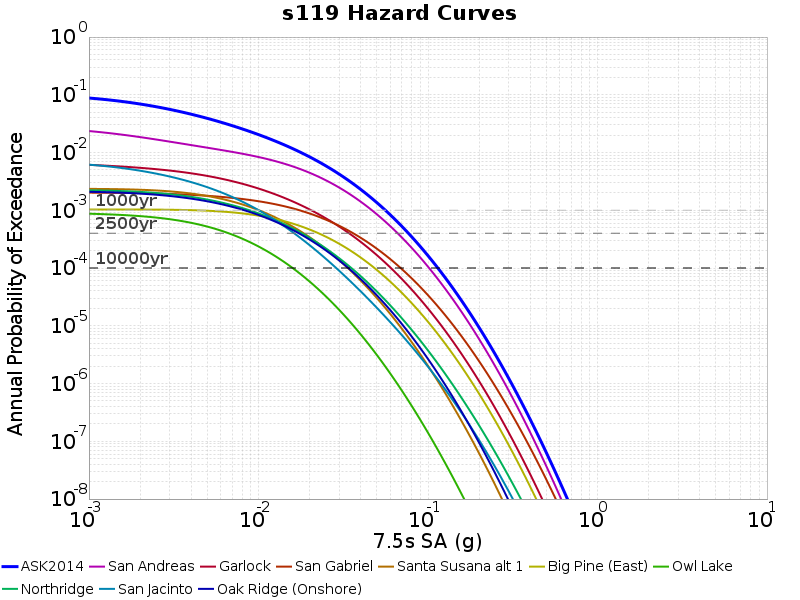 s119 Hazard Curves
Annual Probability of Exceedance
10^0
10^-1
10^-2
10^-3
10^-4
10^-5
10^-6
10^-7
10^-8
1000yr
2500yr
10000yr
10^-3 10^-2 10^-1 10^0 10^1
7.5s SA (g)
ASK2014 San Andreas Garlock San Gabriel Santa Susana alt 1 Big Pine (East) Owl Lake
Northridge San Jacinto Oak Ridge (Onshore)